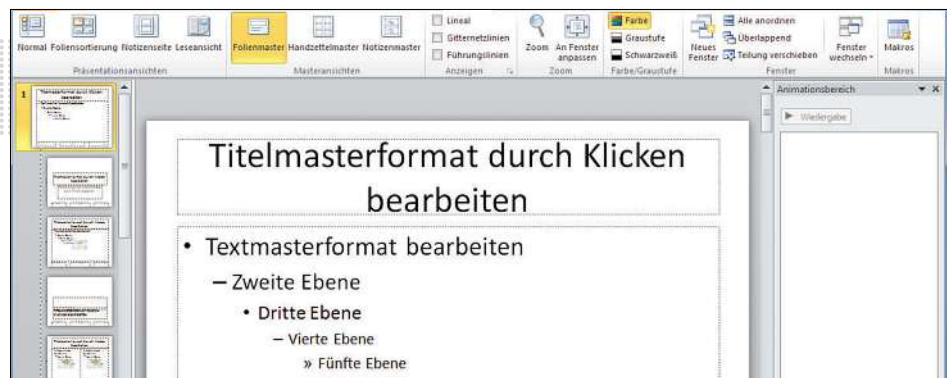 Normal Foliensortierung Notizenseite Leseansicht
Präsentationsansichten
Folienmaster Handzettelmaster Notizenmaster
Masteransichten
Lineal
Gitternetzlinien
Führungslinien
Anzeigen
Zoom An Fenster
anpassen
Zoom
Farbe
Graustufe
Schwarzweiß
Farbe/Graustufe
Neues
Fenster
Alle anordnen
Überlappend
Teilung verschieben
Fenster
wechseln
Fenster
Makros
Makros
1
Animationsbereich
Wiedergabe
Titelmasterformat durch Klicken
bearbeiten
• Textmasterformat bearbeiten
– Zweite Ebene
• Dritte Ebene
– Vierte Ebene
» Fünfte Ebene